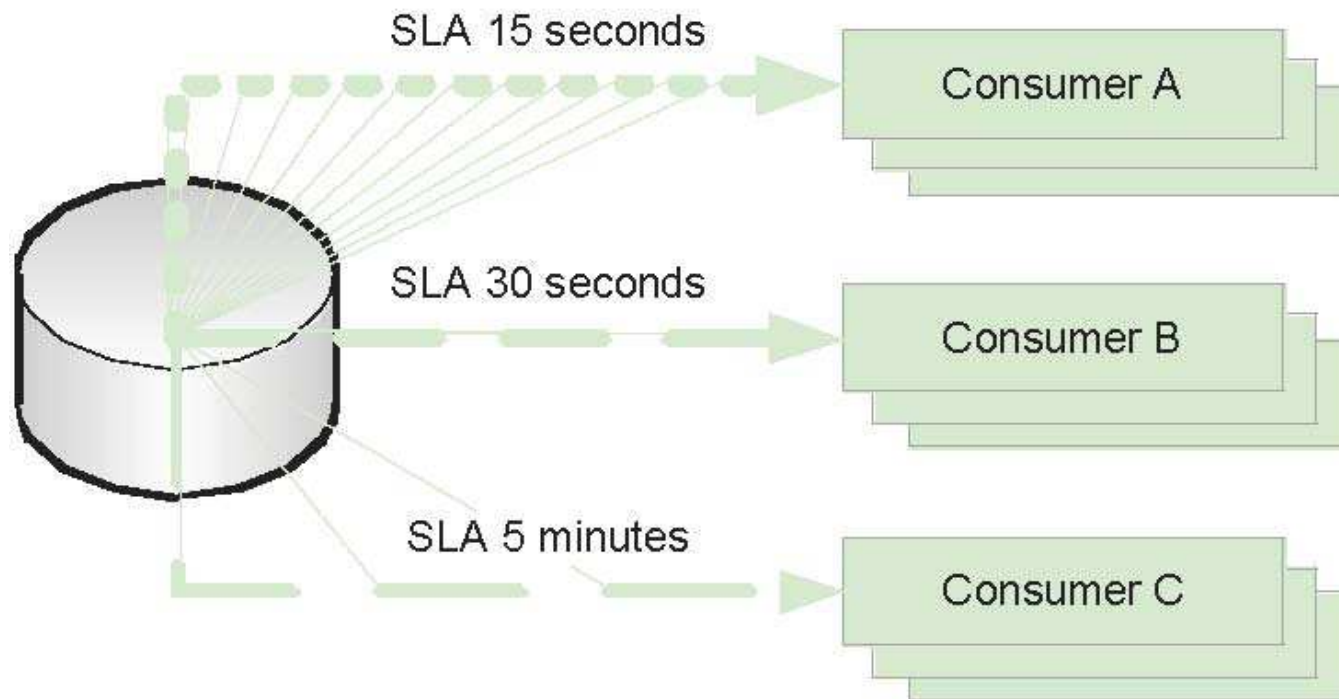 SLA 15 seconds
Consumer A
SLA 30 seconds
Consumer B
SLA 5 minutes
Consumer C